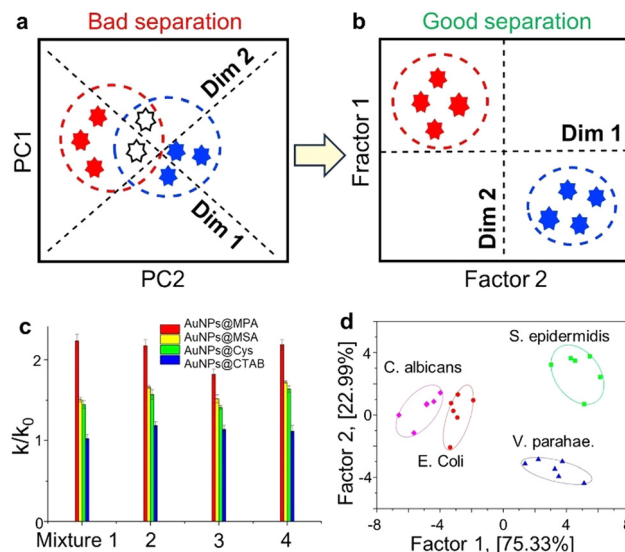 a
Bad separation
PC1
PC2
Dim 2
Dim 1
b
Good separation
Fractor 1
Factor 2
Dim 1
Dim 2
c
AuNPs@MPA
AuNPs@MSA
AuNPs@Cys
AuNPs@CTAB
k/k0
2
1
0
Mixture 1 2 3 4
d
S. epidermidis
C. albicans
E. Coli
V. parahae.
Factor 2, [22.99%]
4
0
-4
-8 -4 0 4 8
Factor 1, [75.33%]